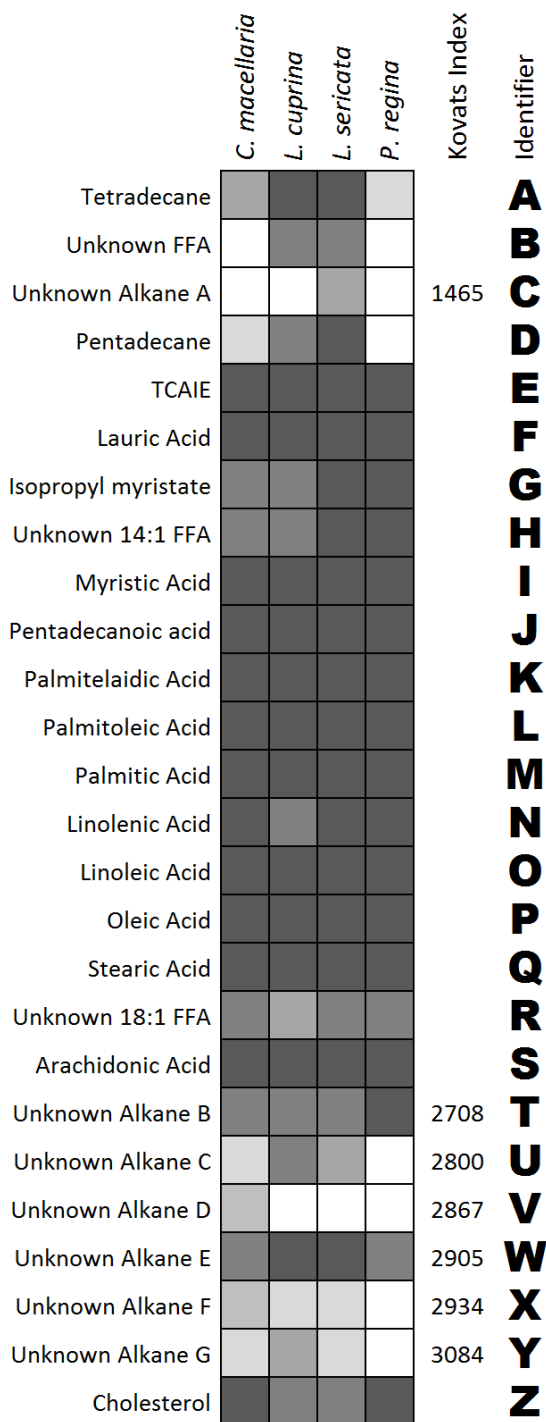 C. macellaria L. cuprina L. sericata P. regina Kovats Index Identifier
Tetradecane A
Unknown FFA B
Unknown Alkane A 1465 C
Pentadecane D
TCAIE E
Lauric Acid F
Isopropyl myristate G
Unknown 14:1 FFA H
Myristic Acid I
Pentadecanoic acid J
Palmitelaidic Acid K
Palmitoleic Acid L
Palmitic Acid M
Linolenic Acid N
Linoleic Acid O
Oleic Acid P
Stearic Acid Q
Unknown 18:1 FFA R
Arachidonic Acid S
Unknown Alkane B 2708 T
Unknown Alkane C 2800 U
Unknown Alkane D 2867 V
Unknown Alkane E 2905 W
Unknown Alkane F 2934 X
Unknown Alkane G 3084 Y
Cholesterol Z